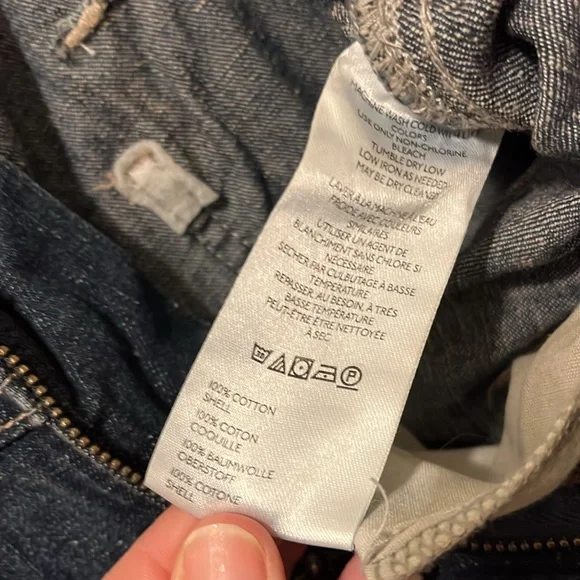 MACHINE WASH COLD WITH LIKE
COLORS
USE ONLY NON-CHLORINE
BLEACH
TUMBLE DRY LOW
LOW IRON AS NEEDED
MAY BE DRY CLEANED
LAVER À LA MACHINE L'EAU
FROIDE AVEC COULEURS
SIMILAIRES
UTILISER UN AGENT DE
BLANCHIMENT SANS CHLORE SI
NÉCESSAIRE
SÉCHER PAR CULBUTAGE À BASSE
TEMPÉRATURE
REPASSER, AU BESOIN, À TRÈS
BASSE TEMPÉRATURE
PEUT-ÊTRE ÊTRE NETTOYÉE
À SEC
P
100% COTTON
SHELL
100% COTON
COQUILLE
100% BAUMWOLLE
OBERSTOFF
100% COTONE
SHELL